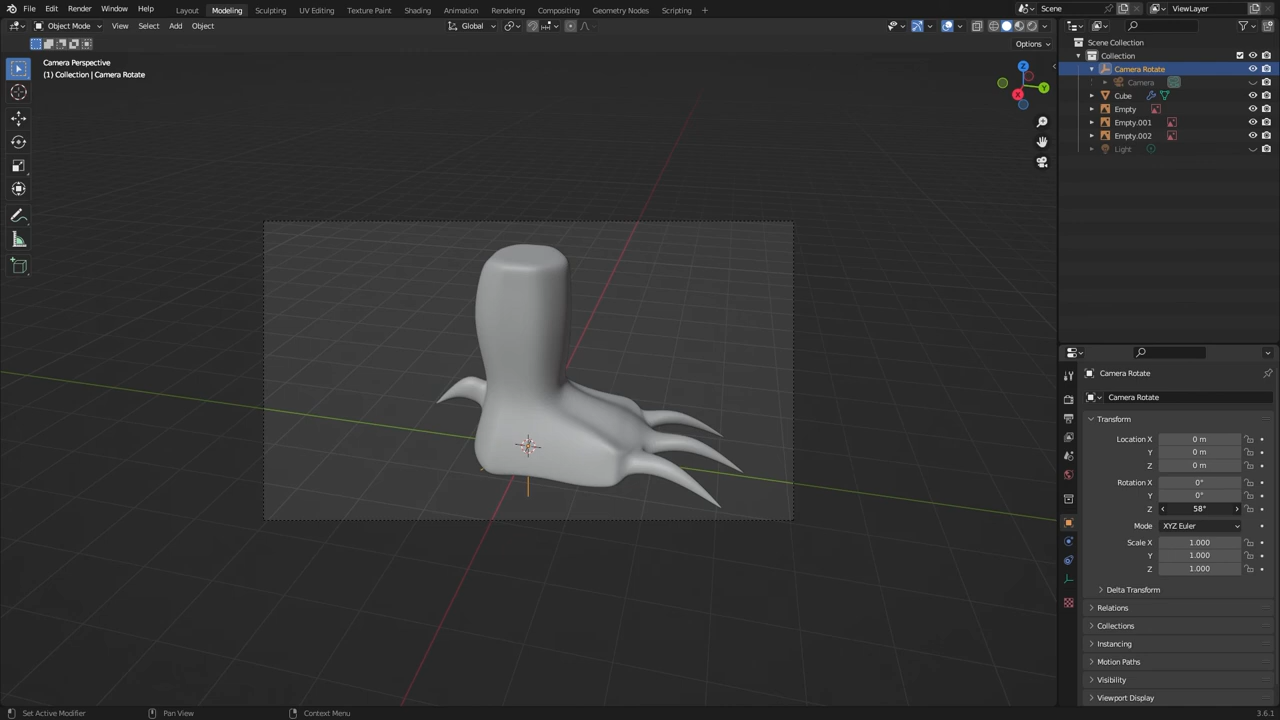 File Edit Render Window Help Layout Modeling Sculpting UV Editing Texture Paint Shading Animation Rendering Compositing Geometry Nodes Scripting + Scene ViewLayer
Object Mode View Select Add Object Global
Options
Camera Perspective
(1) Collection | Camera Rotate
Z
Y
X
Scene Collection
Collection
Camera Rotate
Camera
Cube
Empty
Empty.001
Empty.002
Light
Camera Rotate
Camera Rotate
Transform
Location X 0 m
Y 0 m
Z 0 m
Rotation X 0°
Y 0°
Z 58°
Mode XYZ Euler
Scale X 1.000
Y 1.000
Z 1.000
Delta Transform
Relations
Collections
Instancing
Motion Paths
Visibility
Viewport Display
Set Active Modifier Pan View Context Menu 3.6.1